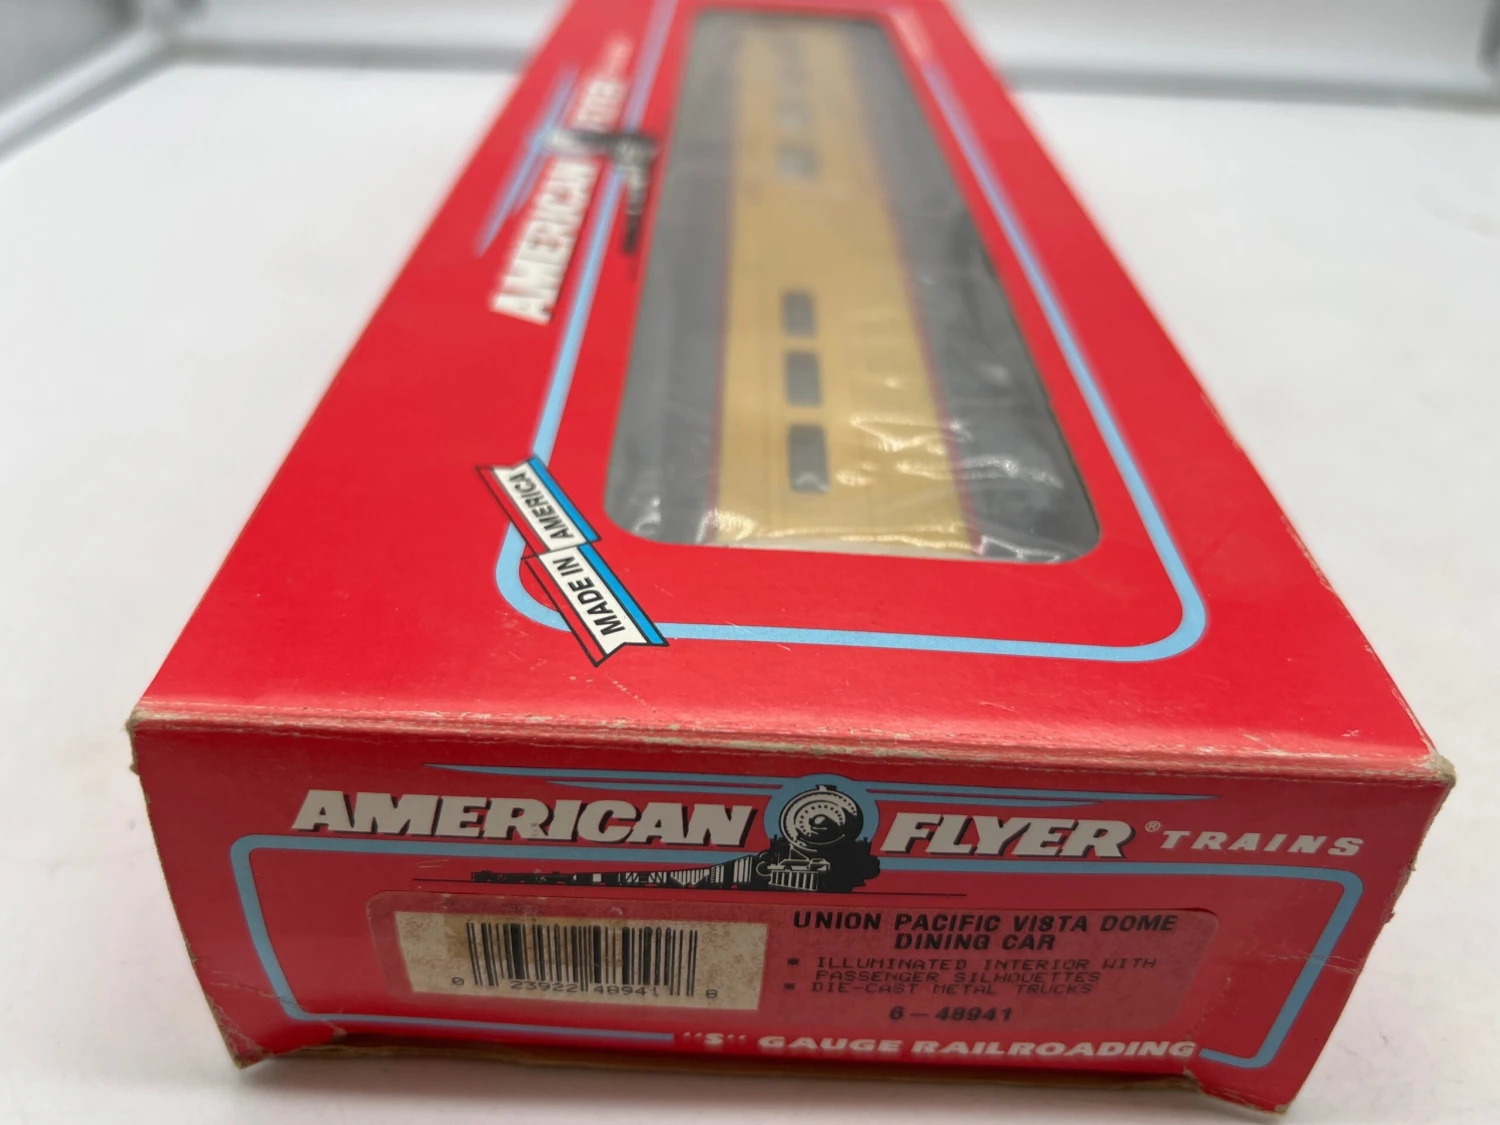 AMERICAN FLYER
MADE IN AMERICA
AMERICAN FLYER ® TRAINS
UNION PACIFIC VISTA DOME
DINING CAR
▪ ILLUMINATED INTERIOR WITH
PASSENGER SILHOUETTES
▪ DIE-CAST METAL TRUCKS
0 23922 48941 8
6-48941
"S" GAUGE RAILROADING